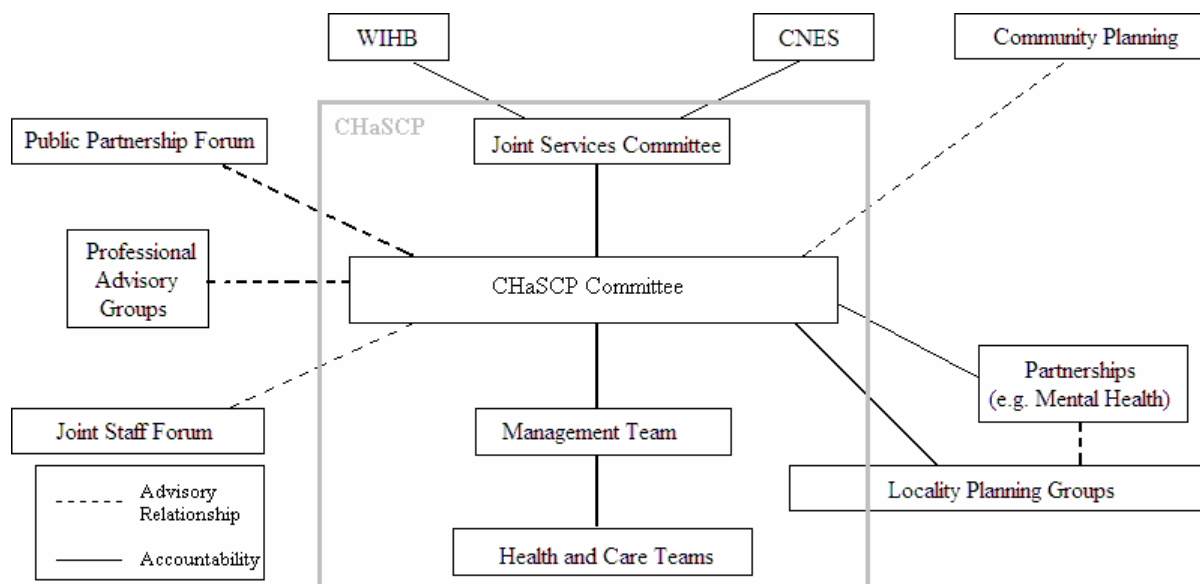 WIHB
CNES
Community Planning
CHaSCP
Public Partnership Forum
Joint Services Committee
Professional
Advisory
Groups
CHaSCP Committee
Partnerships
(e.g. Mental Health)
Joint Staff Forum
Management Team
Locality Planning Groups
Advisory
Relationship
Accountability
Health and Care Teams